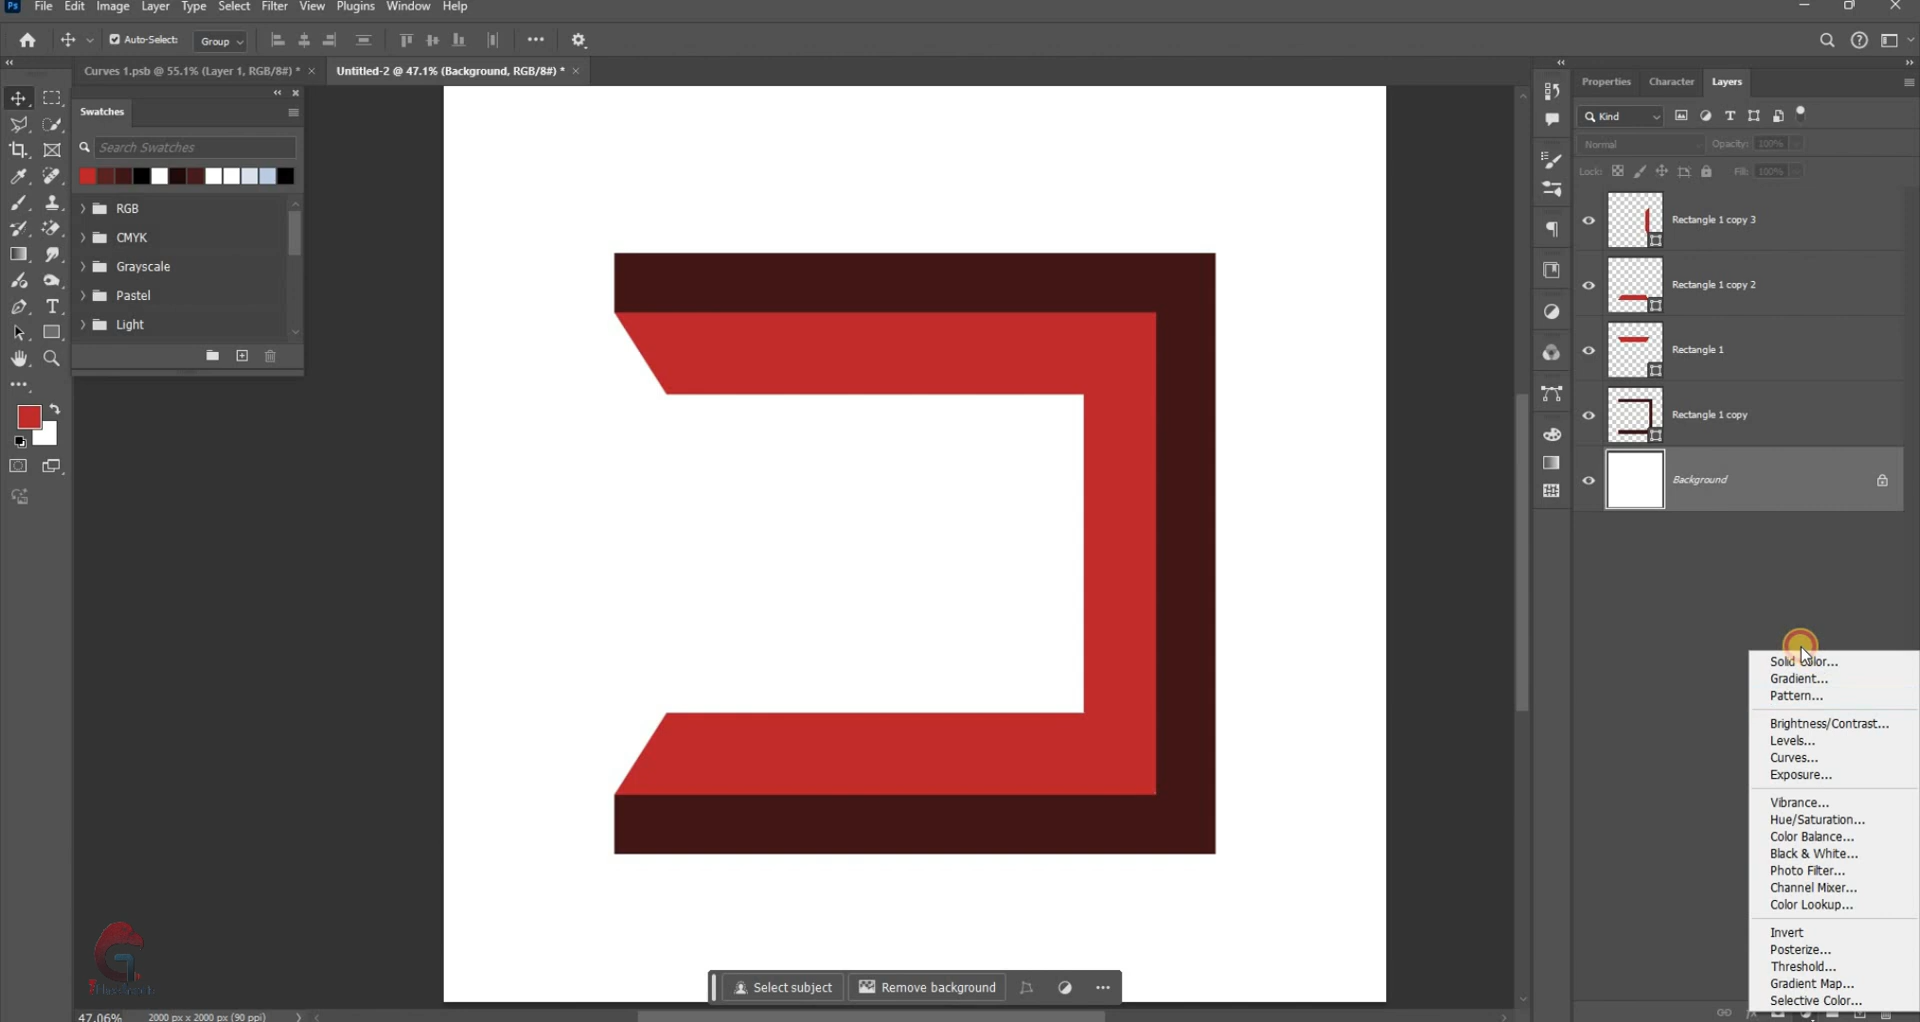 Ps File Edit Image Layer Type Select Filter View Plugins Window Help
Auto-Select: Group
Curves 1.psb @ 55.1% (Layer 1, RGB/8#) * Untitled-2 @ 47.1% (Background, RGB/8#) *
Swatches
Search Swatches
RGB
CMYK
Grayscale
Pastel
Light
Properties Character Layers
Kind
Normal Opacity: 100%
Lock: Fill: 100%
Rectangle 1 copy 3
Rectangle 1 copy 2
Rectangle 1
Rectangle 1 copy
Background
Solid Color...
Gradient...
Pattern...
Brightness/Contrast...
Levels...
Curves...
Exposure...
Vibrance...
Hue/Saturation...
Color Balance...
Black & White...
Photo Filter...
Channel Mixer...
Color Lookup...
Invert
Posterize...
Threshold...
Gradient Map...
Selective Color...
Select subject Remove background
47.06% 2000 px x 2000 px (90 ppi)